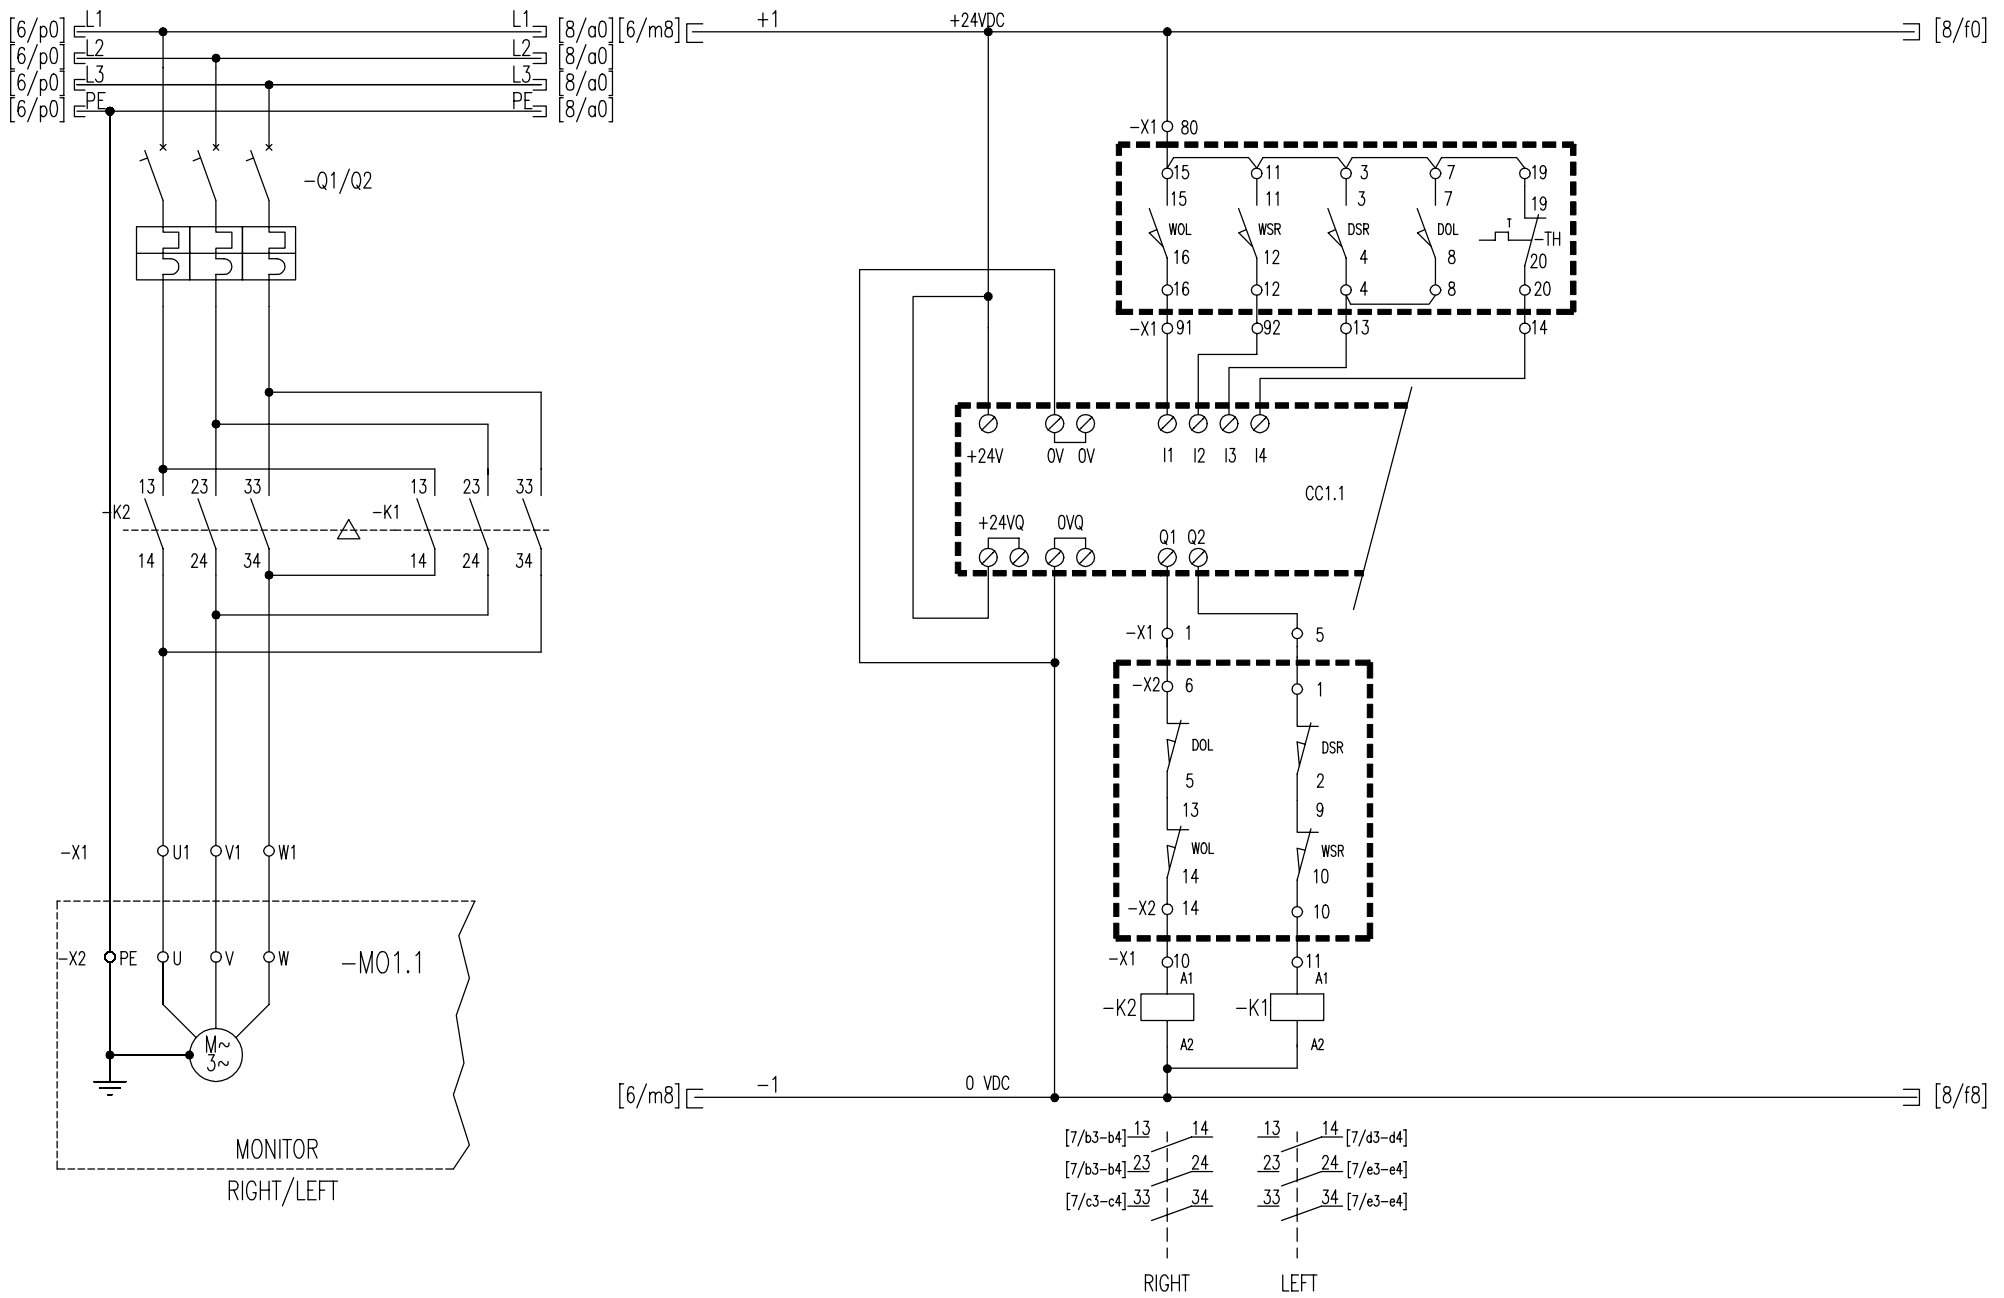 [6/p0] L1 L1 [8/a0] [6/m8] +1 +24VDC [8/f0]
[6/p0] L2 L2 [8/a0]
[6/p0] L3 L3 [8/a0]
[6/p0] PE PE [8/a0]
-X1 80
-Q1/Q2
15 11 3 7 19
15 11 3 7 19
WOL WSR DSR DOL T -TH
16 12 4 8 20
16 12 4 8 20
-X1 91 92 13 14
+24V 0V 0V I1 I2 I3 I4
13 23 33 13 23 33
CC1.1
-K2 -K1
+24VQ 0VQ Q1 Q2
14 24 34 14 24 34
-X1 1 5
-X2 6 1
DOL DSR
5 2
13 9
WOL WSR
14 10
-X2 14 10
-X1 U1 V1 W1
-X2 PE U V W -M01.1
-X1 10 11
A1 A1
-K2 -K1
M~
3~
A2 A2
[6/m8] -1 0 VDC [8/f8]
[7/b3-b4] 13 14 13 14 [7/d3-d4]
[7/b3-b4] 23 24 23 24 [7/e3-e4]
[7/c3-c4] 33 34 33 34 [7/e3-e4]
MONITOR
RIGHT/LEFT
RIGHT LEFT